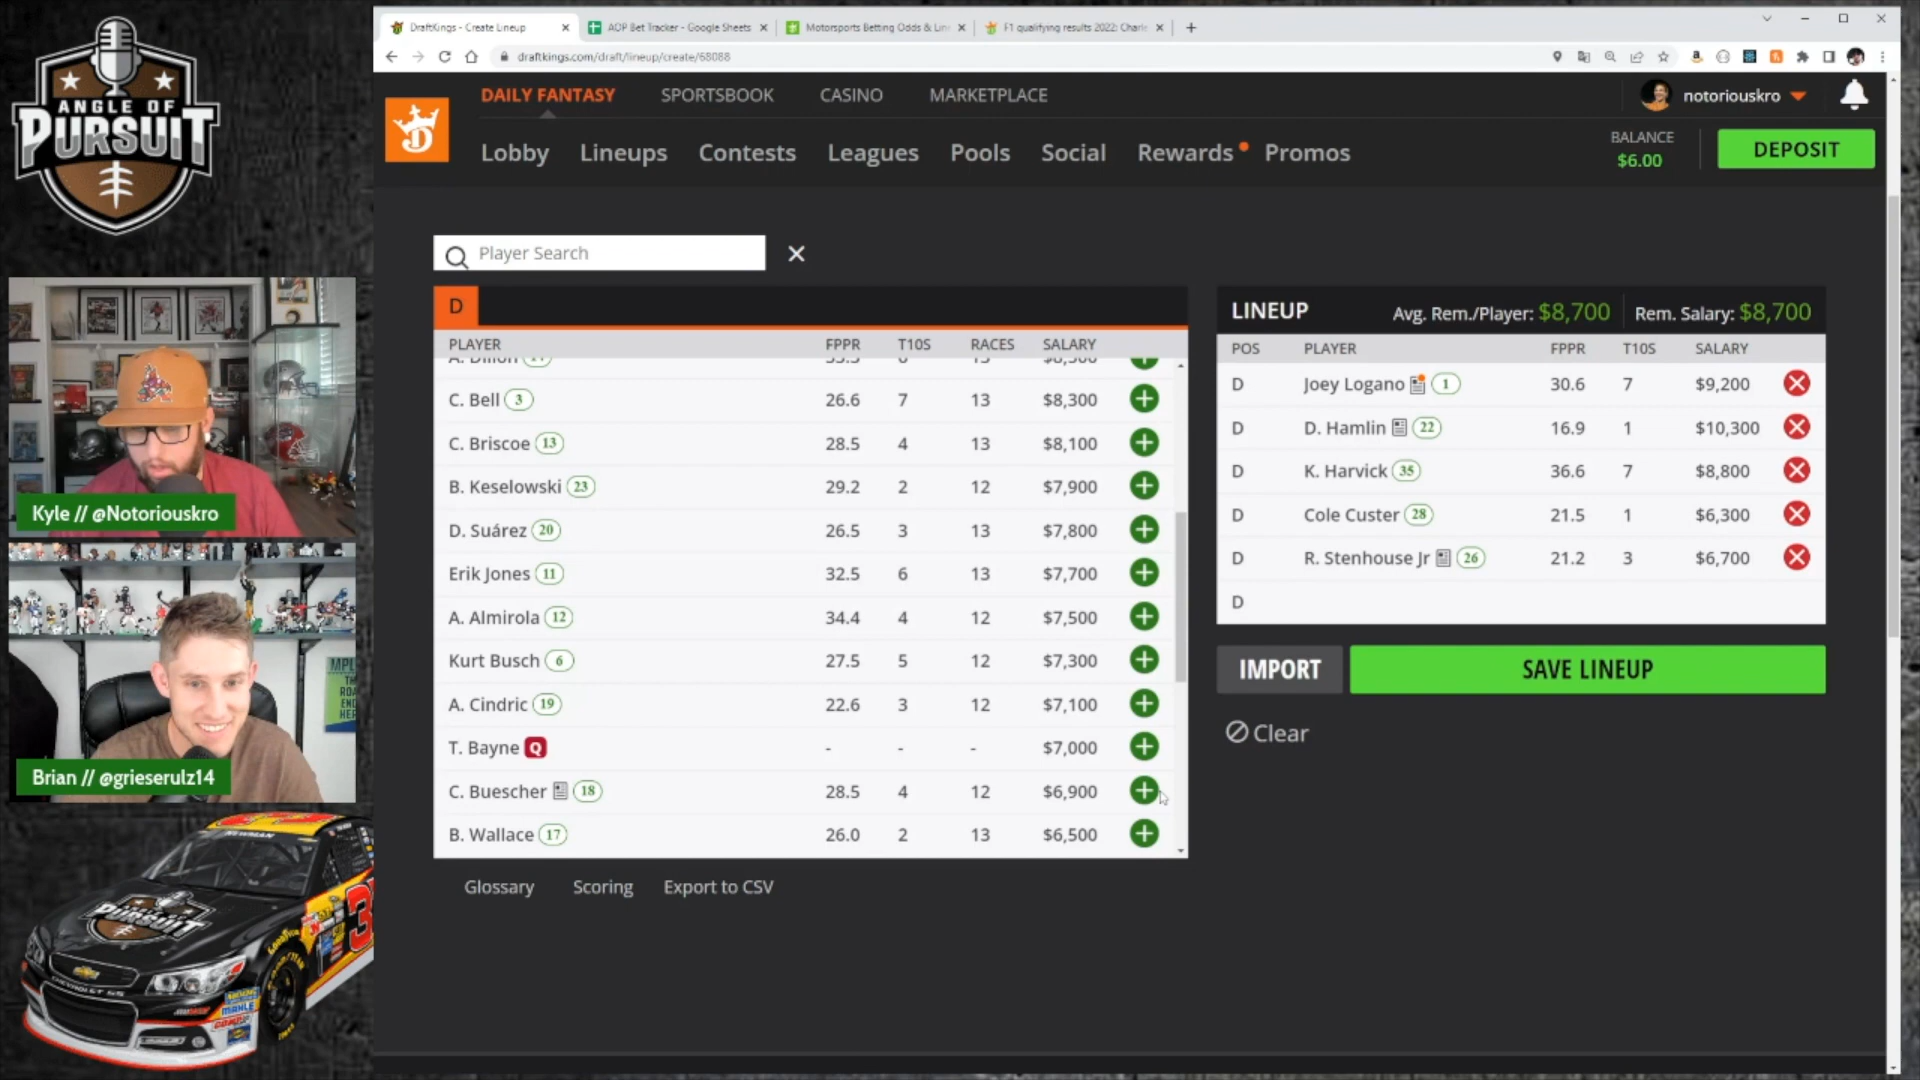 DraftKings - Create Lineup
AOP Bet Tracker - Google Sheets
Motorsports Betting Odds & Lin
F1 qualifying results 2022: Charle
draftkings.com/draft/lineup/create/68088
ANGLE OF
PURSUIT
DAILY FANTASY
SPORTSBOOK
CASINO
MARKETPLACE
notoriouskro
Lobby
Lineups
Contests
Leagues
Pools
Social
Rewards
Promos
BALANCE
$6.00
DEPOSIT
Player Search
D
PLAYER FPPR T10S RACES SALARY
A. Dillon
C. Bell 3 26.6 7 13 $8,300
C. Briscoe 13 28.5 4 13 $8,100
B. Keselowski 23 29.2 2 12 $7,900
D. Suárez 20 26.5 3 13 $7,800
Erik Jones 11 32.5 6 13 $7,700
A. Almirola 12 34.4 4 12 $7,500
Kurt Busch 6 27.5 5 12 $7,300
A. Cindric 19 22.6 3 12 $7,100
T. Bayne Q - - - $7,000
C. Buescher 18 28.5 4 12 $6,900
B. Wallace 17 26.0 2 13 $6,500
Glossary
Scoring
Export to CSV
LINEUP Avg. Rem./Player: $8,700 Rem. Salary: $8,700
POS PLAYER FPPR T10S SALARY
D Joey Logano 1 30.6 7 $9,200
D D. Hamlin 22 16.9 1 $10,300
D K. Harvick 35 36.6 7 $8,800
D Cole Custer 28 21.5 1 $6,300
D R. Stenhouse Jr 26 21.2 3 $6,700
D
IMPORT
SAVE LINEUP
Clear
Kyle // @Notoriouskro
Brian // @grieserulz14
NEWMAN
PURSUIT